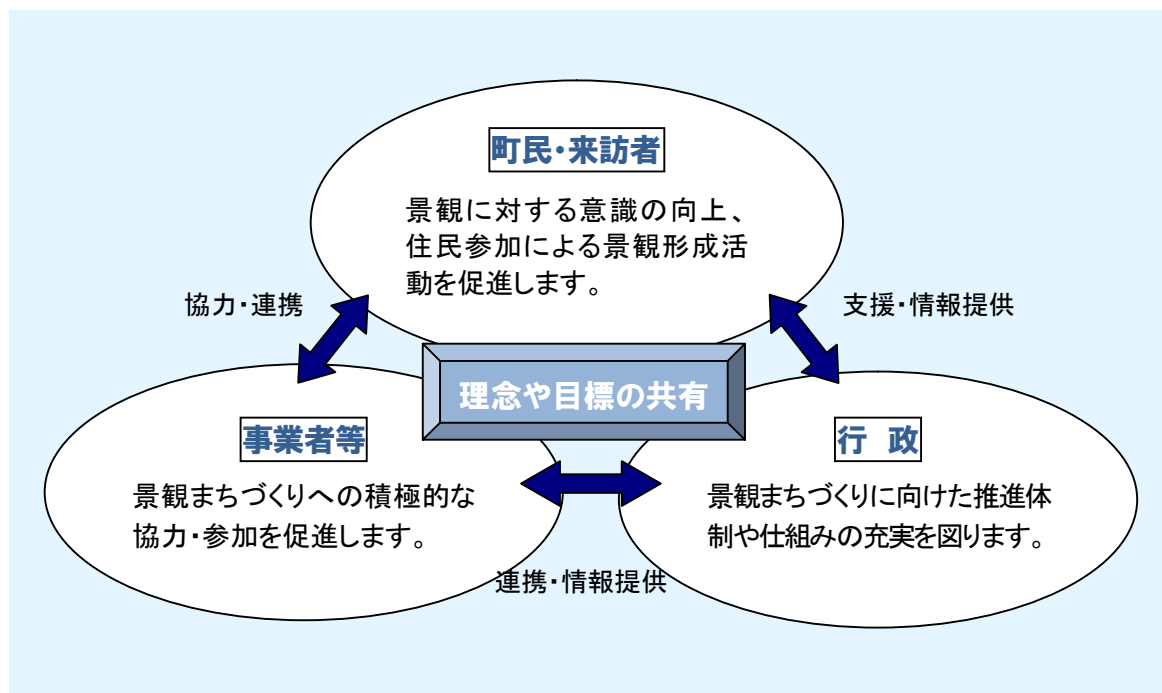 町民・来訪者
景観に対する意識の向上、
住民参加による景観形成活
動を促進します。
協力・連携
支援・情報提供
理念や目標の共有
事業者等
景観まちづくりへの積極的な
協力・参加を促進します。
行 政
景観まちづくりに向けた推進体
制や仕組みの充実を図ります。
連携・情報提供